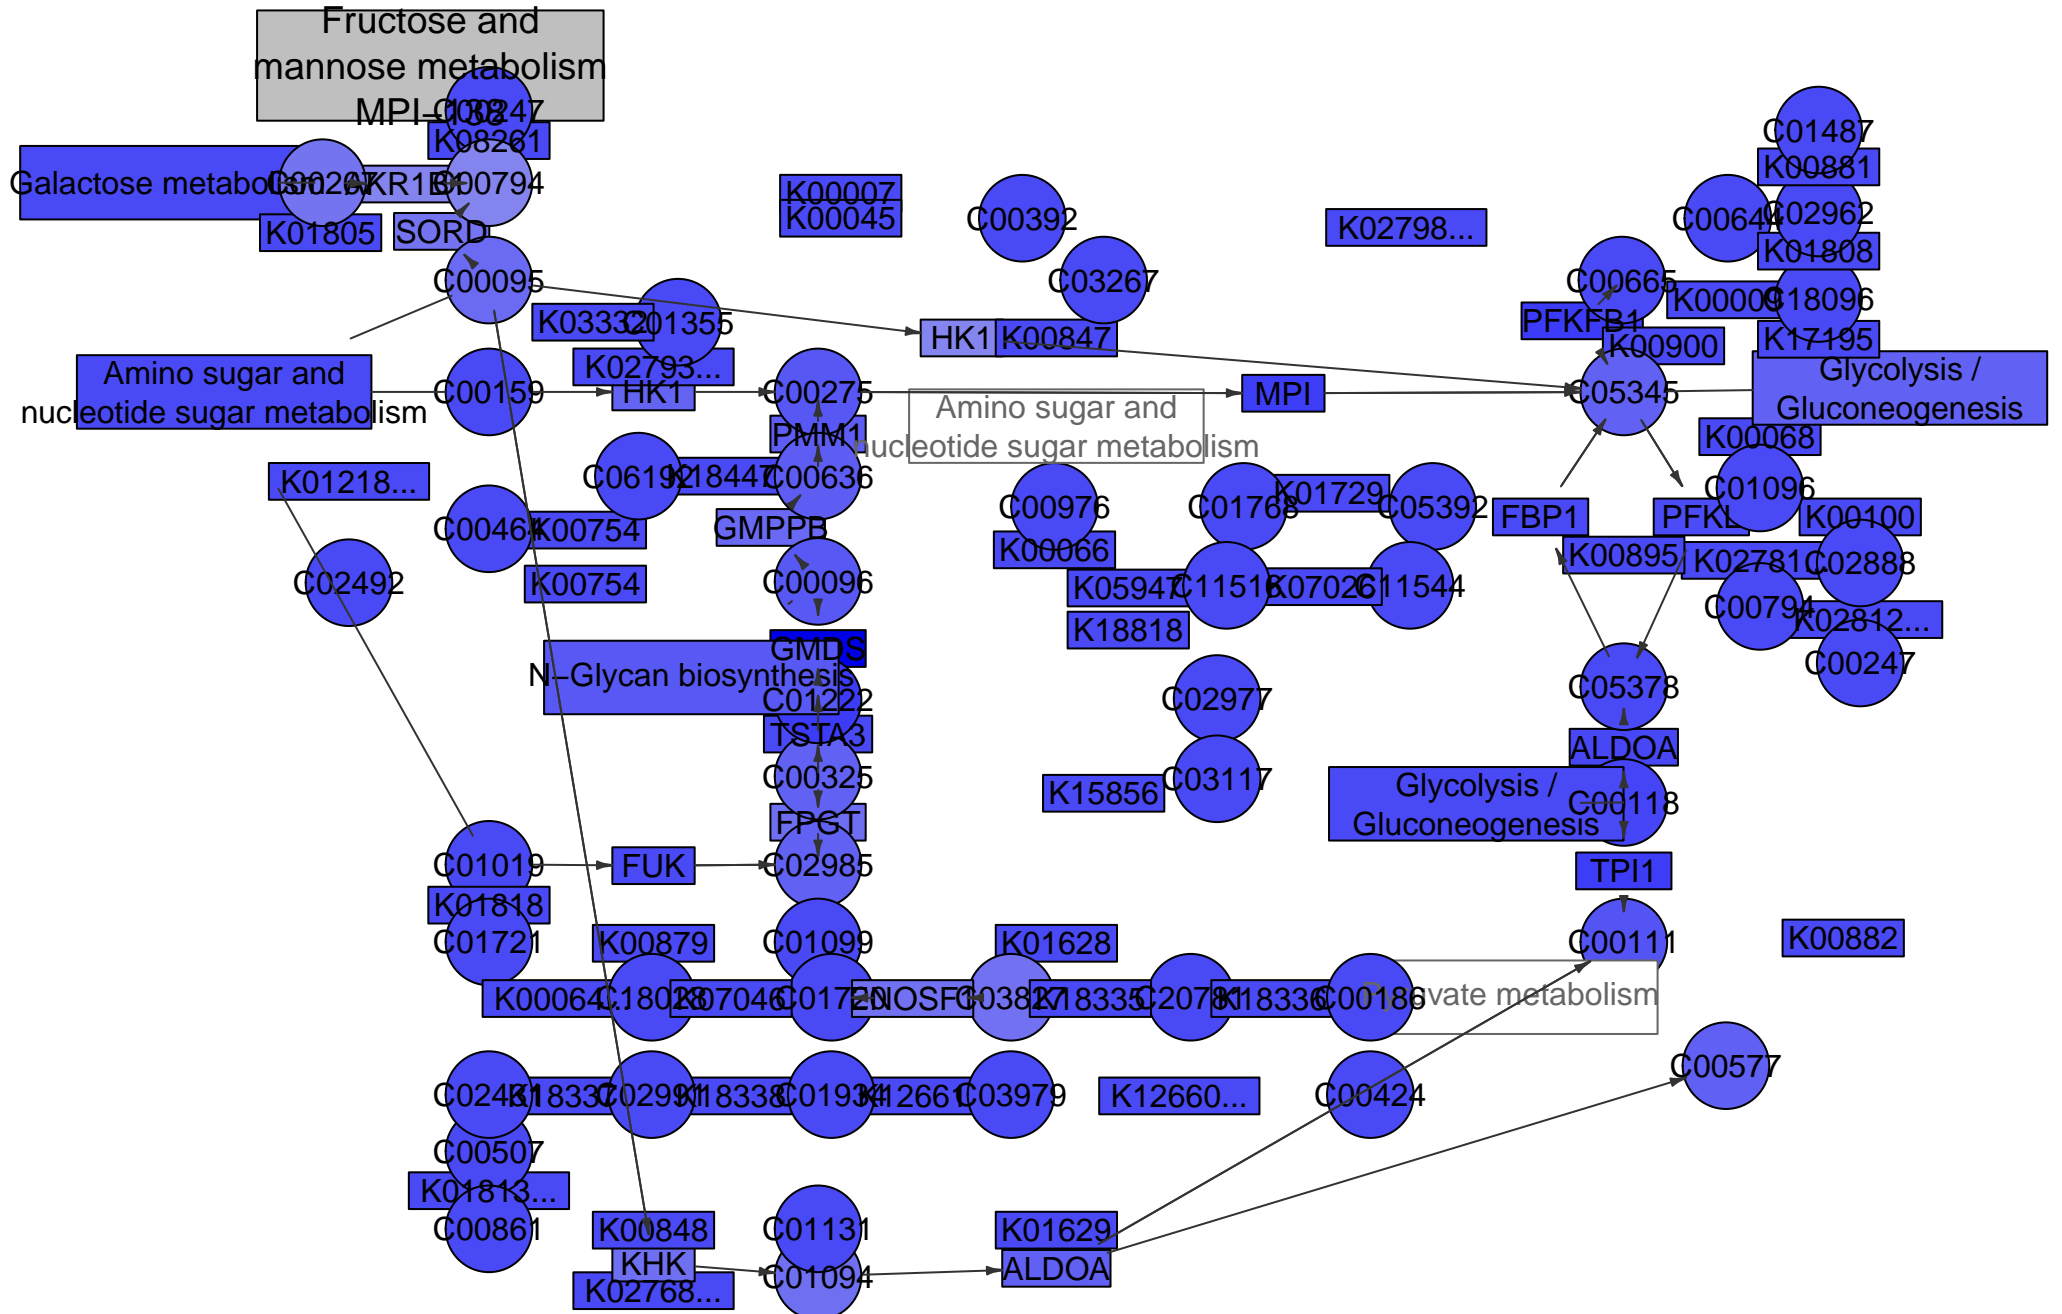 Fructose and
mannose metabolism
MPI-138
C00247
K08261
C01487
K00881
Galactose metabolism
C00267
AKR1B1
C00794
K00007
K00045
C00392
K02798...
C00644
C02962
K01805
SORD
K01808
C00095
C03267
C00665
K00009
C18096
K03332
C01355
HK1
K00847
PFKFB1
K00900
K17195
K02793...
Amino sugar and
nucleotide sugar metabolism
C00159
HK1
C00275
MPI
C05345
Glycolysis /
Gluconeogenesis
Amino sugar and
nucleotide sugar metabolism
PMM1
K00068
K01218...
C06192
K18447
C00636
K01729
C01096
C00976
C01768
C05392
C00464
K00754
GMPPB
FBP1
PFKL
K00100
K00066
K00895
K02781...
C02888
C02492
K00754
C00096
K05947
C11516
K07026
C11544
C00794
K02812...
K18818
GMDS
N-Glycan biosynthesis
C00247
C01222
C02977
C05378
TSTA3
ALDOA
C00325
C03117
K15856
Glycolysis /
Gluconeogenesis
C00118
FPGT
C01019
FUK
C02985
TPI1
K01818
C01721
K00879
C01099
K01628
C00111
K00882
K00064...
C18028
K07046
C01720
ENOSF1
C03827
K18335
C20781
K18336
C00186
Pyruvate metabolism
C00577
C02431
K18337
C02991
K18338
C01934
K12661
C03979
K12660...
C00424
C00507
K01813...
C00861
K00848
C01131
K01629
KHK
C01094
ALDOA
K02768...